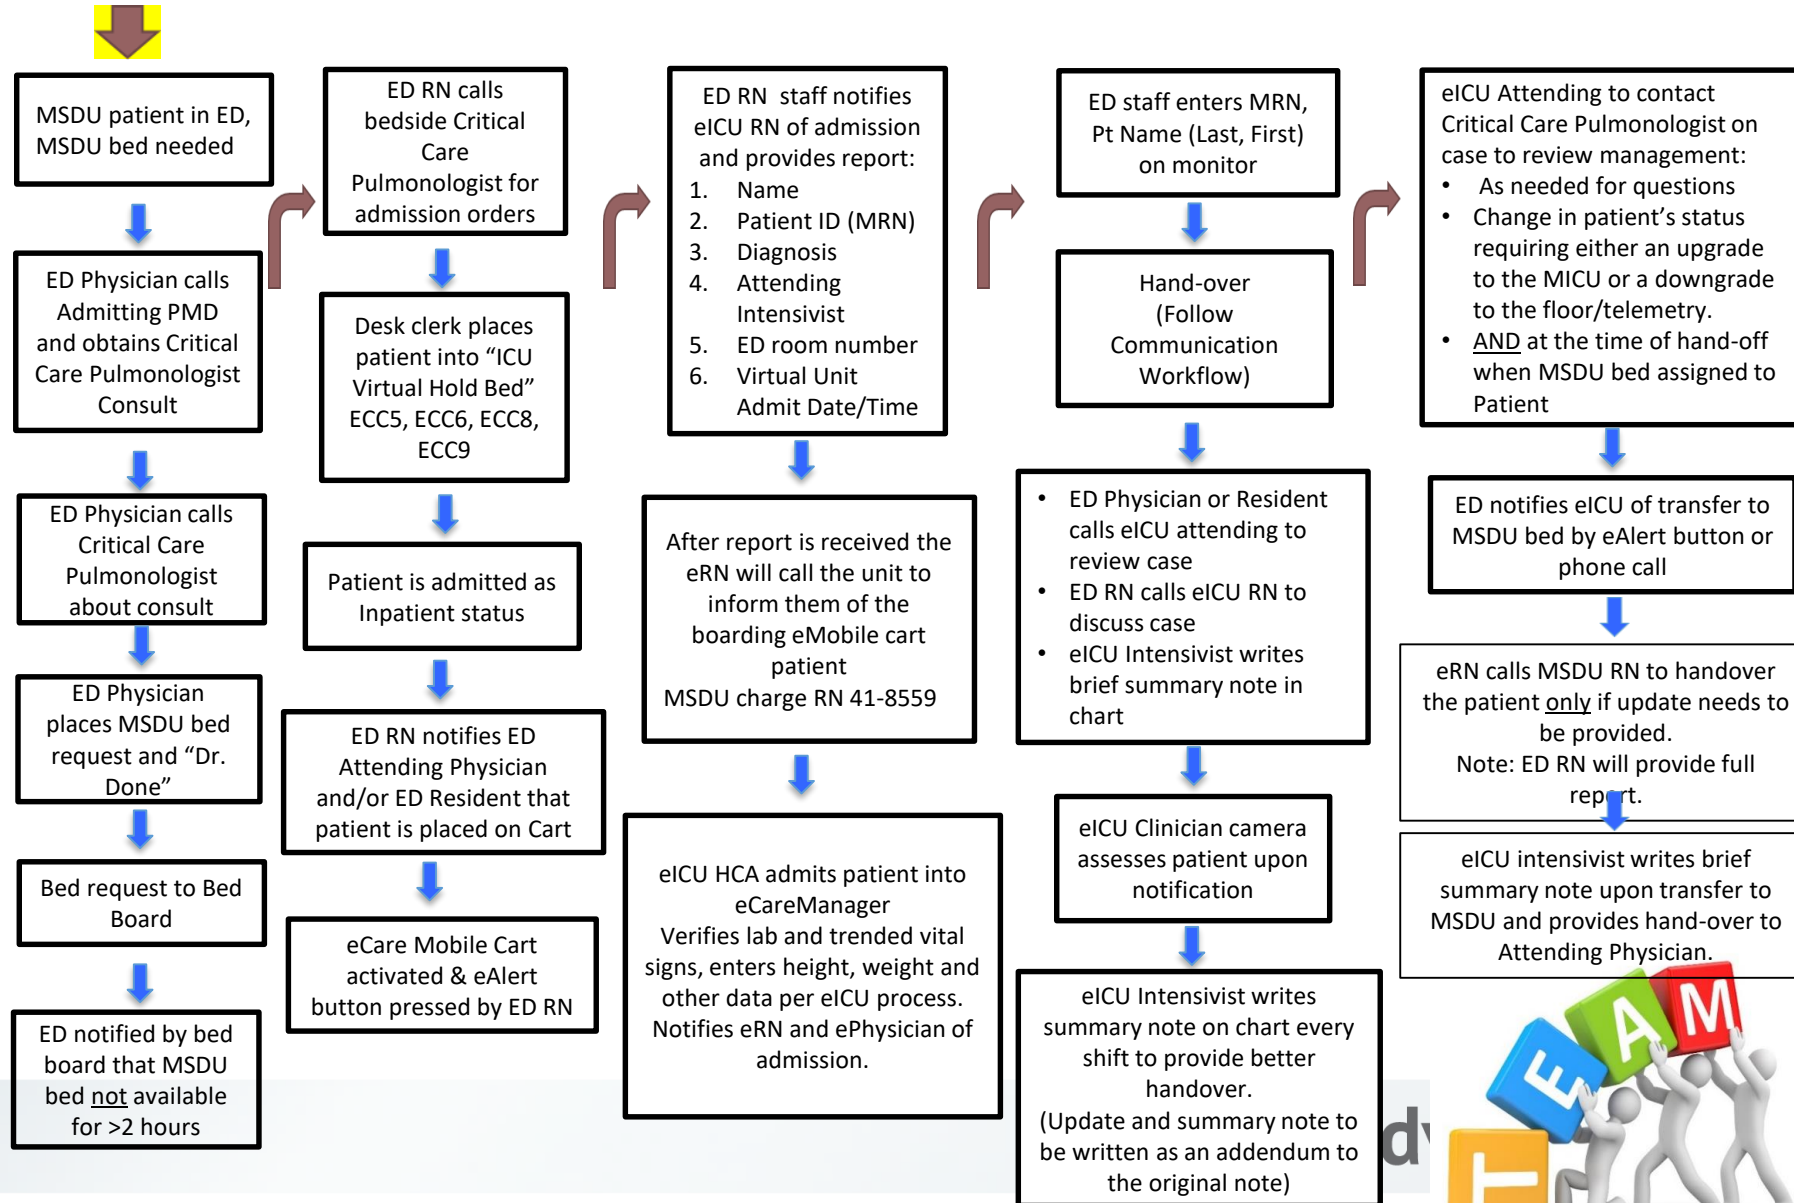 MSDU patient in ED,
MSDU bed needed
ED Physician calls
Admitting PMD
and obtains Critical
Care Pulmonologist
Consult
ED Physician calls
Critical Care
Pulmonologist
about consult
ED Physician
places MSDU bed
request and “Dr.
Done”
Bed request to Bed
Board
ED notified by bed
board that MSDU
bed not available
for >2 hours
ED RN calls
bedside Critical
Care
Pulmonologist for
admission orders
Desk clerk places
patient into “ICU
Virtual Hold Bed”
ECC5, ECC6, ECC8,
ECC9
Patient is admitted as
Inpatient status
ED RN notifies ED
Attending Physician
and/or ED Resident that
patient is placed on Cart
eCare Mobile Cart
activated & eAlert
button pressed by ED RN
ED RN staff notifies
eICU RN of admission
and provides report:
1. Name
2. Patient ID (MRN)
3. Diagnosis
4. Attending
Intensivist
5. ED room number
6. Virtual Unit
Admit Date/Time
After report is received the
eRN will call the unit to
inform them of the
boarding eMobile cart
patient
MSDU charge RN 41-8559
eICU HCA admits patient into
eCareManager
Verifies lab and trended vital
signs, enters height, weight and
other data per eICU process.
Notifies eRN and ePhysician of
admission.
ED staff enters MRN,
Pt Name (Last, First)
on monitor
Hand-over
(Follow
Communication
Workflow)
• ED Physician or Resident
calls eICU attending to
review case
• ED RN calls eICU RN to
discuss case
• eICU Intensivist writes
brief summary note in
chart
eICU Clinician camera
assesses patient upon
notification
eICU Intensivist writes
summary note on chart every
shift to provide better
handover.
(Update and summary note to
be written as an addendum to
the original note)
eICU Attending to contact
Critical Care Pulmonologist on
case to review management:
• As needed for questions
• Change in patient’s status
requiring either an upgrade
to the MICU or a downgrade
to the floor/telemetry.
• AND at the time of hand-off
when MSDU bed assigned to
Patient
ED notifies eICU of transfer to
MSDU bed by eAlert button or
phone call
eRN calls MSDU RN to handover
the patient only if update needs to
be provided.
Note: ED RN will provide full
report.
eICU intensivist writes brief
summary note upon transfer to
MSDU and provides hand-over to
Attending Physician.
TEAM